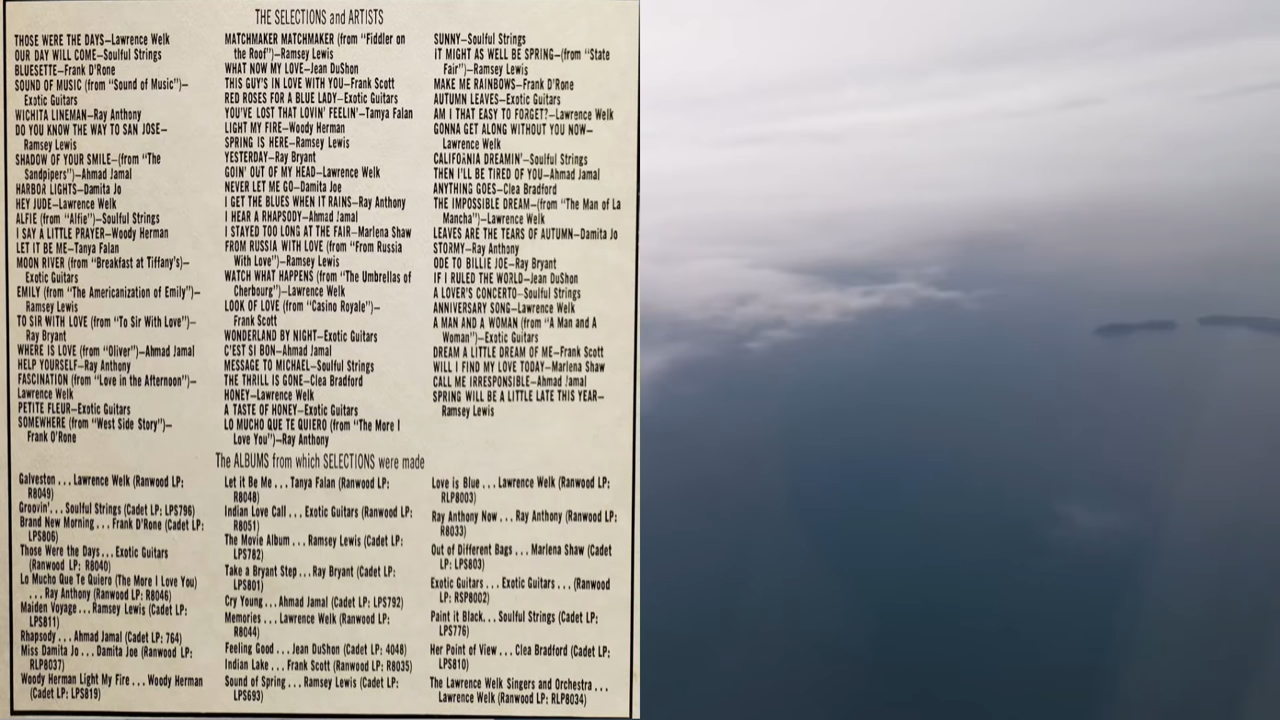 THE SELECTIONS and ARTISTS
THOSE WERE THE DAYS—Lawrence Welk
OUR DAY WILL COME—Soulful Strings
BLUESETTE—Frank D'Rone
SOUND OF MUSIC (from "Sound of Music")—
Exotic Guitars
WICHITA LINEMAN—Ray Anthony
DO YOU KNOW THE WAY TO SAN JOSE—
Ramsey Lewis
SHADOW OF YOUR SMILE—(from "The
Sandpipers")—Ahmad Jamal
HARBOR LIGHTS—Damita Jo
HEY JUDE—Lawrence Welk
ALFIE (from "Alfie")—Soulful Strings
I SAY A LITTLE PRAYER—Woody Herman
LET IT BE ME—Tanya Falan
MOON RIVER (from "Breakfast at Tiffany's)—
Exotic Guitars
EMILY (from "The Americanization of Emily")—
Ramsey Lewis
TO SIR WITH LOVE (from "To Sir With Love")—
Ray Bryant
WHERE IS LOVE (from "Oliver")—Ahmad Jamal
HELP YOURSELF—Ray Anthony
FASCINATION (from "Love in the Afternoon")—
Lawrence Welk
PETITE FLEUR—Exotic Guitars
SOMEWHERE (from "West Side Story")—
Frank O'Rone
MATCHMAKER MATCHMAKER (from "Fiddler on
the Roof")—Ramsey Lewis
WHAT NOW MY LOVE—Jean DuShon
THIS GUY'S IN LOVE WITH YOU—Frank Scott
RED ROSES FOR A BLUE LADY—Exotic Guitars
YOU'VE LOST THAT LOVIN' FEELIN'—Tamya Falan
LIGHT MY FIRE—Woody Herman
SPRING IS HERE—Ramsey Lewis
YESTERDAY—Ray Bryant
GOIN' OUT OF MY HEAD—Lawrence Welk
NEVER LET ME GO—Damita Joe
I GET THE BLUES WHEN IT RAINS—Ray Anthony
I HEAR A RHAPSODY—Ahmad Jamal
I STAYED TOO LONG AT THE FAIR—Marlena Shaw
FROM RUSSIA WITH LOVE (from "From Russia
With Love")—Ramsey Lewis
WATCH WHAT HAPPENS (from "The Umbrellas of
Cherbourg")—Lawrence Welk
LOOK OF LOVE (from "Casino Royale")—
Frank Scott
WONDERLAND BY NIGHT—Exotic Guitars
C'EST SI BON—Ahmad Jamal
MESSAGE TO MICHAEL—Soulful Strings
THE THRILL IS GONE—Clea Bradford
HONEY—Lawrence Welk
A TASTE OF HONEY—Exotic Guitars
LO MUCHO QUE TE QUIERO (from "The More I
Love You")—Ray Anthony
SUNNY—Soulful Strings
IT MIGHT AS WELL BE SPRING—(from "State
Fair")—Ramsey Lewis
MAKE ME RAINBOWS—Frank D'Rone
AUTUMN LEAVES—Exotic Guitars
AM I THAT EASY TO FORGET?—Lawrence Welk
GONNA GET ALONG WITHOUT YOU NOW—
Lawrence Welk
CALIFORNIA DREAMIN'—Soulful Strings
THEN I'LL BE TIRED OF YOU—Ahmad Jamal
ANYTHING GOES—Clea Bradford
THE IMPOSSIBLE DREAM—(from "The Man of La
Mancha")—Lawrence Welk
LEAVES ARE THE TEARS OF AUTUMN—Damita Jo
STORMY—Ray Anthony
ODE TO BILLIE JOE—Ray Bryant
IF I RULED THE WORLD—Jean DuShon
A LOVER'S CONCERTO—Soulful Strings
ANNIVERSARY SONG—Lawrence Welk
A MAN AND A WOMAN (from "A Man and A
Woman")—Exotic Guitars
DREAM A LITTLE DREAM OF ME—Frank Scott
WILL I FIND MY LOVE TODAY—Marlena Shaw
CALL ME IRRESPONSIBLE—Ahmad Jamal
SPRING WILL BE A LITTLE LATE THIS YEAR—
Ramsey Lewis
The ALBUMS from which SELECTIONS were made
Galveston . . . Lawrence Welk (Ranwood LP:
R8049)
Groovin'. . . Soulful Strings (Cadet LP: LPS796)
Brand New Morning . . . Frank D'Rone (Cadet LP:
LPS806)
Those Were the Days . . . Exotic Guitars
(Ranwood LP: R8040)
Lo Mucho Que Te Quiero (The More I Love You)
. . . Ray Anthony (Ranwood LP: R8046)
Maiden Voyage . . . Ramsey Lewis (Cadet LP:
LPS811)
Rhapsody . . . Ahmad Jamal (Cadet LP: 764)
Miss Damita Jo . . . Damita Joe (Ranwood LP:
RLP8037)
Woody Herman Light My Fire . . . Woody Herman
(Cadet LP: LPS819)
Let it Be Me . . . Tanya Falan (Ranwood LP:
R8048)
Indian Love Call . . . Exotic Guitars (Ranwood LP:
R8051)
The Movie Album . . . Ramsey Lewis (Cadet LP:
LPS782)
Take a Bryant Step . . . Ray Bryant (Cadet LP:
LPS801)
Cry Young . . . Ahmad Jamal (Cadet LP: LPS792)
Memories . . . Lawrence Welk (Ranwood LP:
R8044)
Feeling Good . . . Jean DuShon (Cadet LP: 4048)
Indian Lake . . . Frank Scott (Ranwood LP: R8035)
Sound of Spring . . . Ramsey Lewis (Cadet LP:
LPS693)
Love is Blue . . . Lawrence Welk (Ranwood LP:
RLP8003)
Ray Anthony Now . . . Ray Anthony (Ranwood LP:
R8033)
Out of Different Bags . . . Marlena Shaw (Cadet
LP: LPS803)
Exotic Guitars . . . Exotic Guitars . . . (Ranwood
LP: RSP8002)
Paint it Black. . . Soulful Strings (Cadet LP:
LPS776)
Her Point of View . . . Clea Bradford (Cadet LP:
LPS810)
The Lawrence Welk Singers and Orchestra . . .
Lawrence Welk (Ranwood LP: RLP8034)